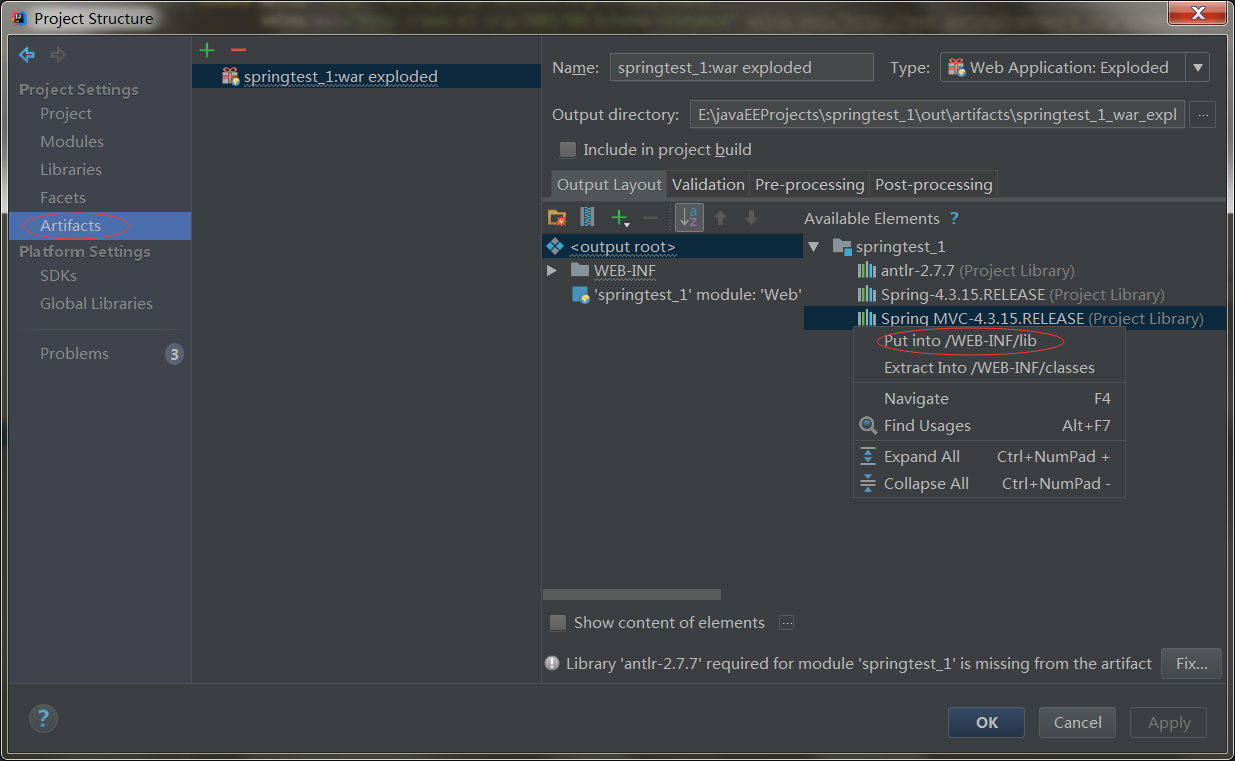 Project Structure
Project Settings
Project
Modules
Libraries
Facets
Artifacts
Platform Settings
SDKs
Global Libraries
Problems 3
springtest_1:war exploded
Name: springtest_1:war exploded Type: Web Application: Exploded
Output directory: E:\javaEEProjects\springtest_1\out\artifacts\springtest_1_war_expl ...
Include in project build
Output Layout Validation Pre-processing Post-processing
Available Elements ?
<output root>
WEB-INF
'springtest_1' module: 'Web'
springtest_1
antlr-2.7.7 (Project Library)
Spring-4.3.15.RELEASE (Project Library)
Spring MVC-4.3.15.RELEASE (Project Library)
Put into /WEB-INF/lib
Extract Into /WEB-INF/classes
Navigate F4
Find Usages Alt+F7
Expand All Ctrl+NumPad +
Collapse All Ctrl+NumPad -
Show content of elements ...
Library 'antlr-2.7.7' required for module 'springtest_1' is missing from the artifact Fix...
? OK Cancel Apply